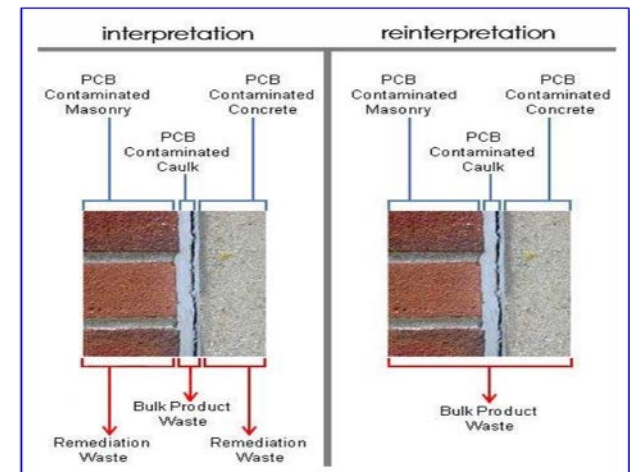 interpretation
PCB
Contaminated
Masonry
PCB
Contaminated
Concrete
PCB
Contaminated
Caulk
Bulk Product
Waste
Remediation
Waste
Remediation
Waste
reinterpretation
PCB
Contaminated
Masonry
PCB
Contaminated
Concrete
PCB
Contaminated
Caulk
Bulk Product
Waste